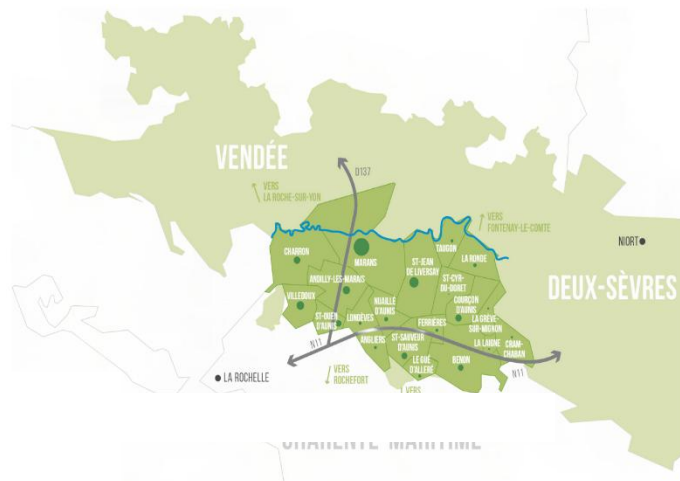 VENDÉE
D137
VERS
LA ROCHE-SUR-YON
VERS
FONTENAY-LE-COMTE
NIORT
TAUGON
CHARRON
MARANS
ST-JEAN
DE LIVERSAY
LA RONDE
ANDILLY-LES-MARAIS
ST-CYR-
DU-DORET
DEUX-SÈVRES
VILLEDOUX
NUAILLÉ
D'AUNIS
COURÇON
D'AUNIS
ST-OUEN
D'AUNIS
LONGÈVES
FERRIÈRES
LA GRÈVE-
SUR-MIGNON
ANGLIERS
ST-SAUVEUR
D'AUNIS
LA LAIGNE
CRAM-
CHABAN
N11
LE GUÉ
D'ALLERÉ
BENON
N11
LA ROCHELLE
VERS
ROCHEFORT
VERS
CHARENTE-MARITIME